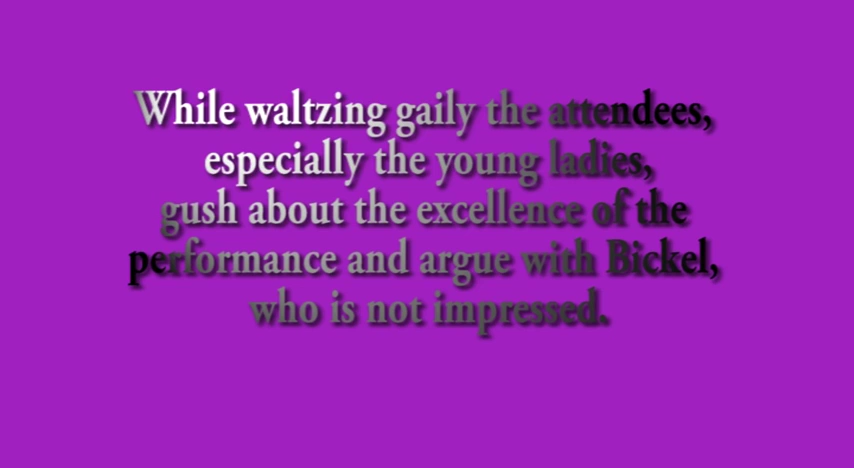 While waltzing gaily the attendees,
especially the young ladies,
gush about the excellence of the
performance and argue with Bickel,
who is not impressed.